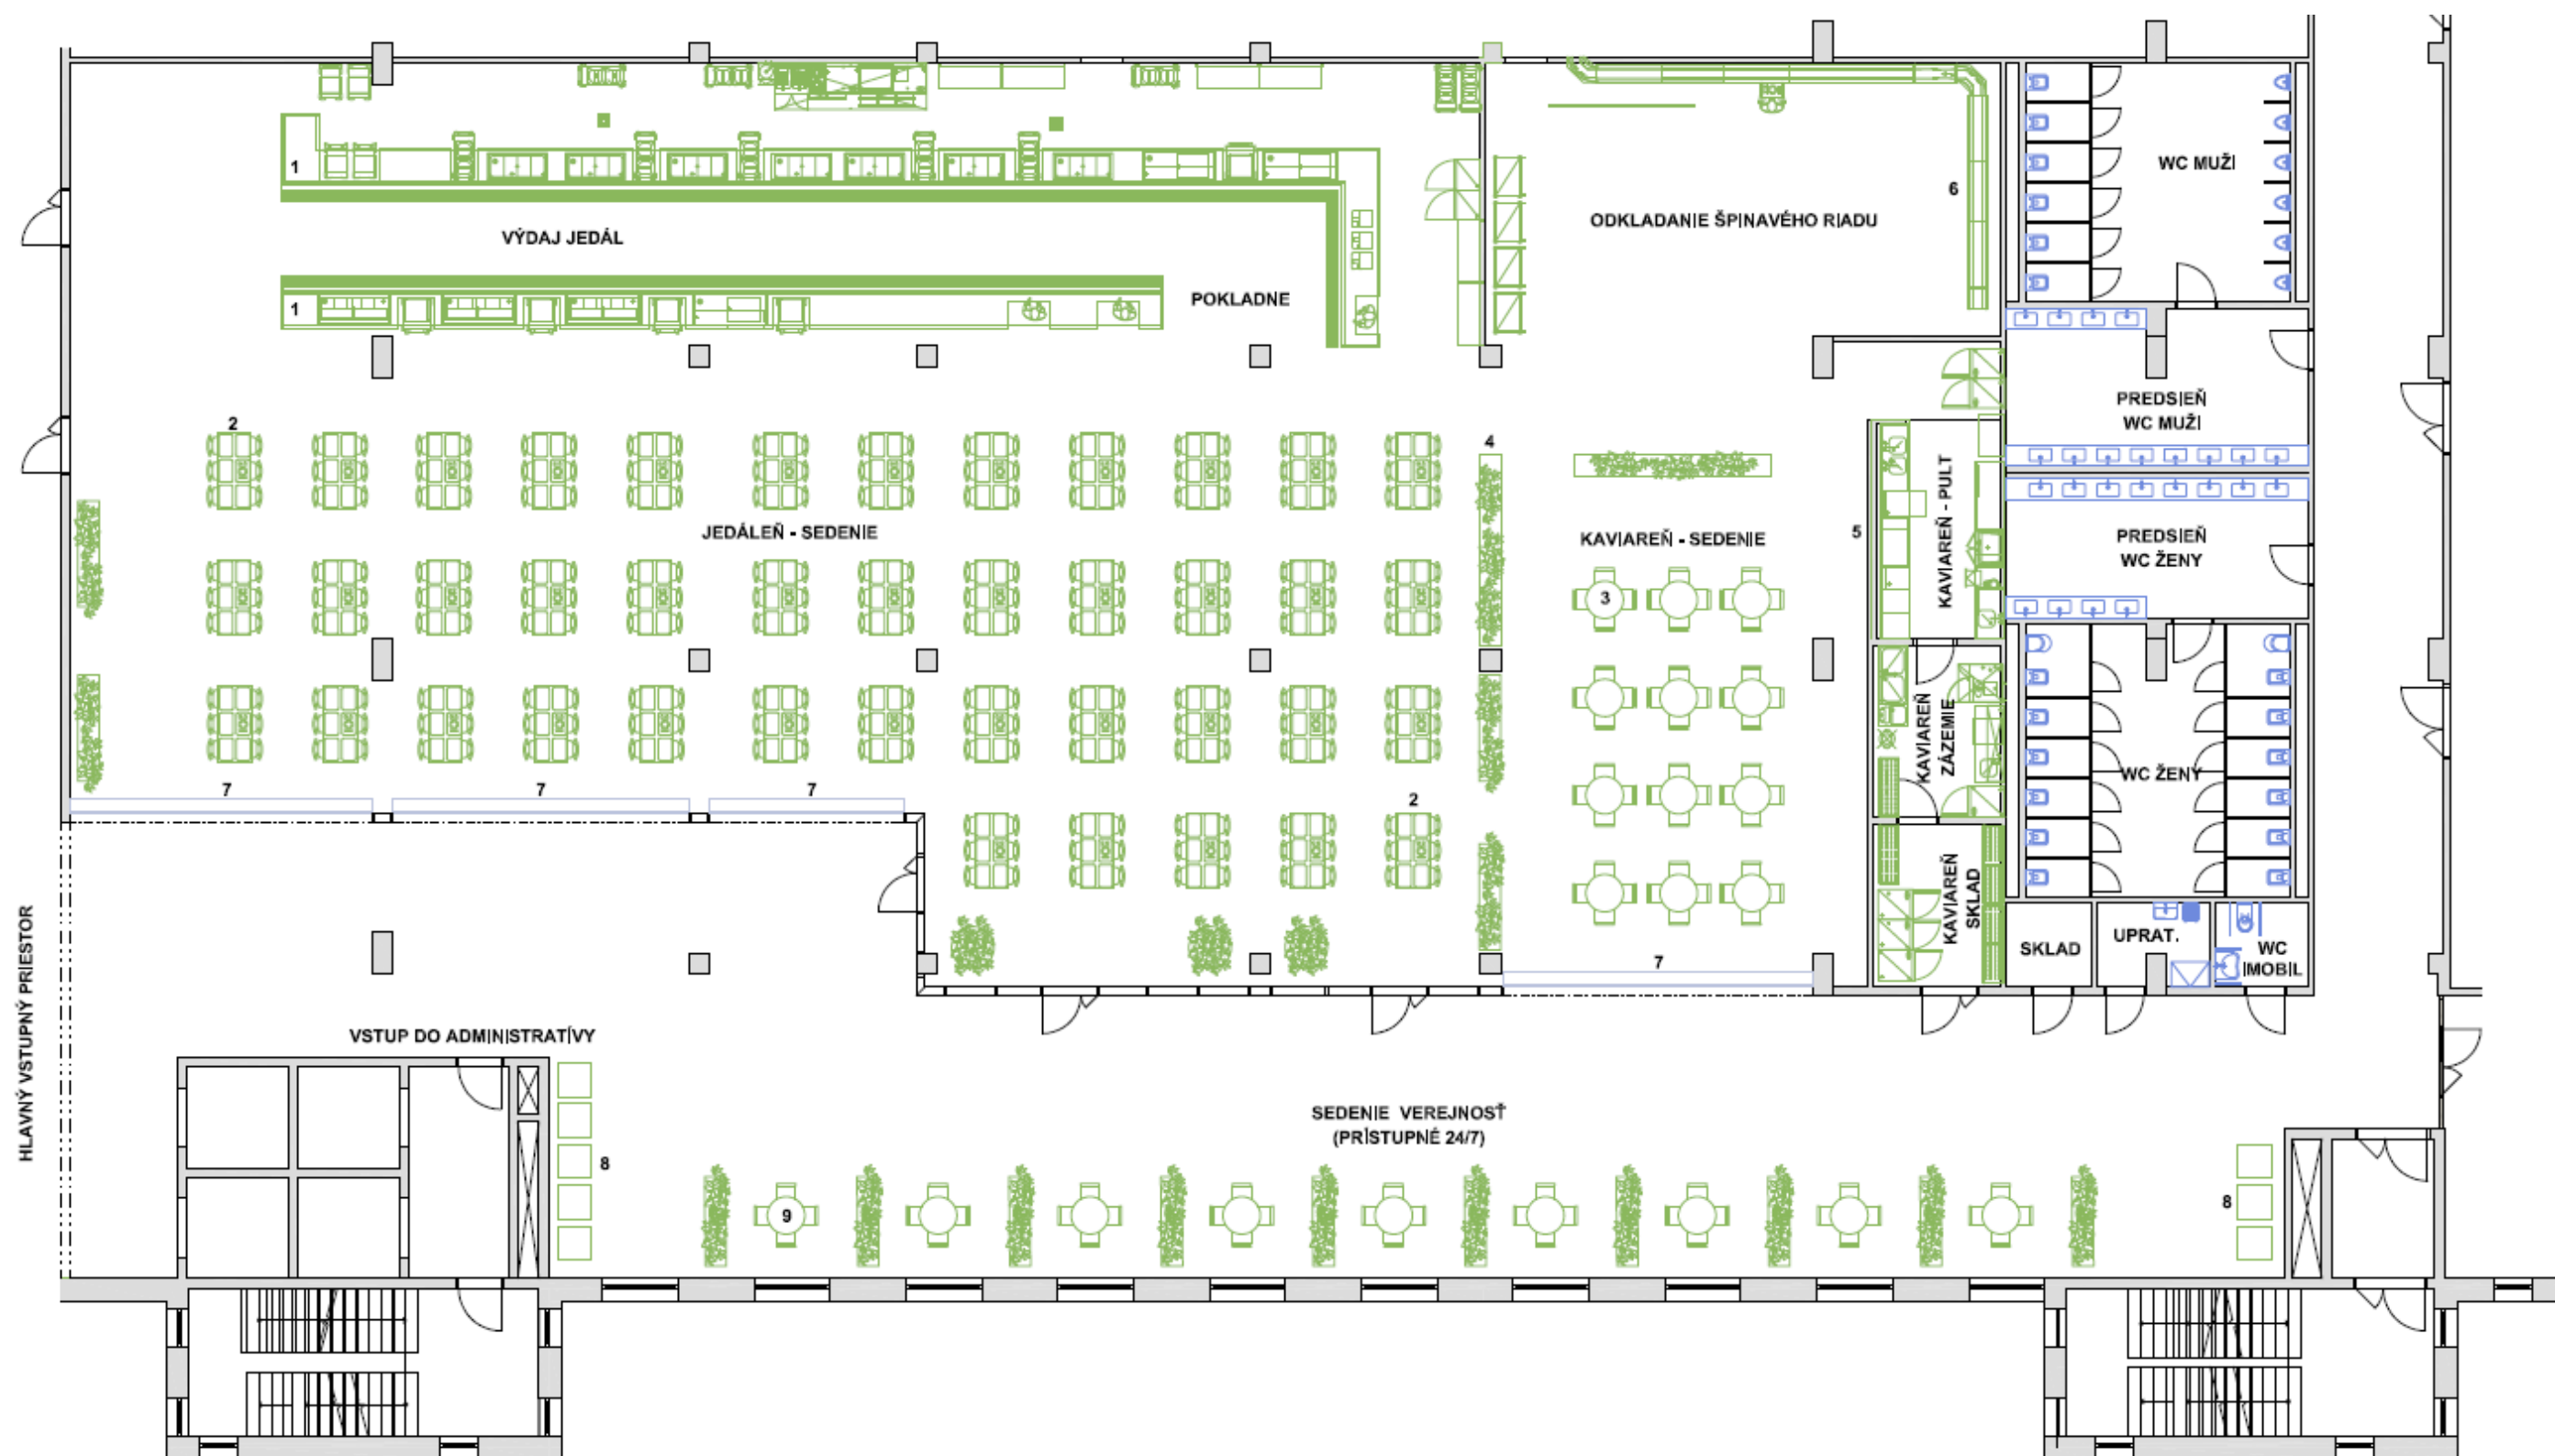 1
VÝDAJ JEDÁL
1
POKLADNE
ODKLADANIE ŠPINAVÉHO RIADU
6
WC MUŽI
PREDSIEŇ
WC MUŽI
PREDSIEŇ
WC ŽENY
WC ŽENY
2
JEDÁLEŇ - SEDENIE
4
KAVIAREŇ - SEDENIE
3
5
KAVIAREŇ - PULT
KAVIAREŇ
ZÁZEMIE
KAVIAREŇ
SKLAD
SKLAD
UPRAT.
WC
IMOBIL
7
7
7
2
7
HLAVNÝ VSTUPNÝ PRIESTOR
VSTUP DO ADMINISTRATÍVY
SEDENIE VEREJNOSŤ
(PRÍSTUPNÉ 24/7)
8
9
8